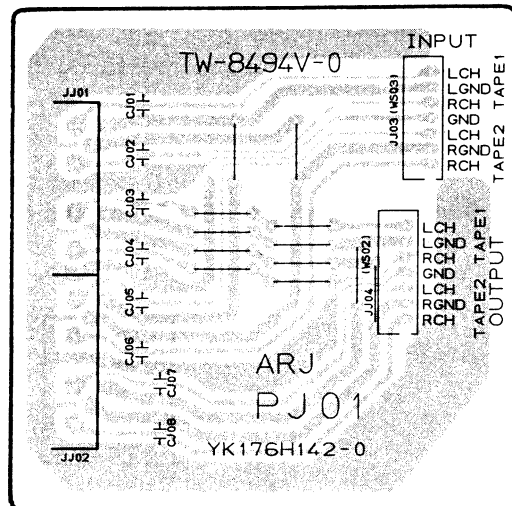 INPUT
TW-8494V-0
JJ03 (WS03)
LCH
LGND
RCH
GND
LCH
RGND
RCH
TAPE1
TAPE2
JJ01
CJ01
CJ02
CJ03
CJ04
CJ05
CJ06
CJ07
CJ08
JJ02
JJ04 (WS02)
LCH
LGND
RCH
GND
LCH
RGND
RCH
TAPE1
TAPE2
OUTPUT
ARJ
PJ01
YK176H142-0